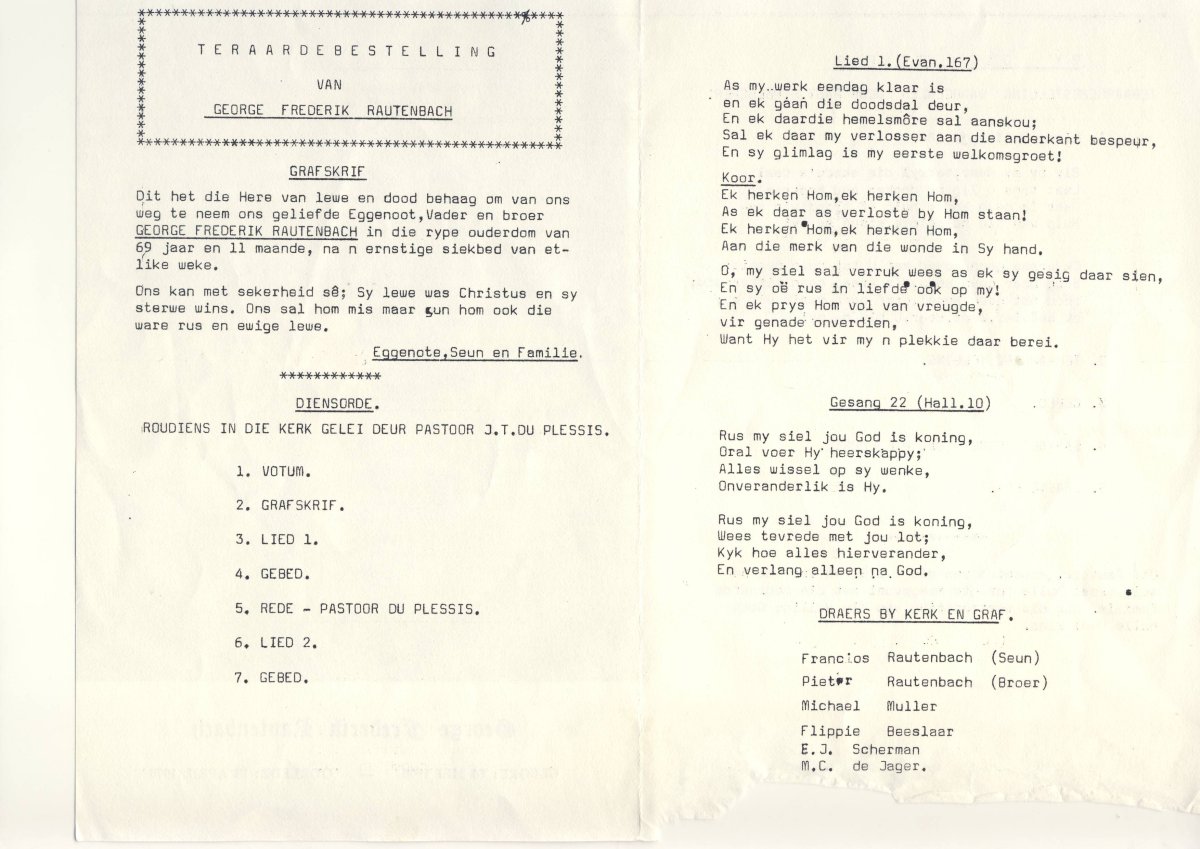 TERAARDEBESTELLING
VAN
GEORGE FREDERIK RAUTENBACH
GRAFSKRIF
Dit het die Here van lewe en dood behaag om van ons
weg te neem ons geliefde Eggenoot,Vader en broer
GEORGE FREDERIK RAUTENBACH in die rype ouderdom van
69 jaar en 11 maande, na n ernstige siekbed van et-
like weke.
Ons kan met sekerheid sê; Sy lewe was Christus en sy
sterwe wins. Ons sal hom mis maar gun hom ook die
ware rus en ewige lewe.
Eggenote,Seun en Familie.
************
DIENSORDE.
ROUDIENS IN DIE KERK GELEI DEUR PASTOOR J.T.DU PLESSIS.
1. VOTUM.
2. GRAFSKRIF.
3. LIED 1.
4. GEBED.
5. REDE - PASTOOR DU PLESSIS.
6. LIED 2.
7. GEBED.
Lied 1.(Evan.167)
As my werk eendag klaar is
en ek gaan die doodsdal deur,
En ek daardie hemelsmôre sal aanskou;
Sal ek daar my verlosser aan die anderkant bespeur,
En sy glimlag is my eerste welkomsgroet!
Koor.
Ek herken Hom,ek herken Hom,
As ek daar as verloste by Hom staan!
Ek herken Hom,ek herken Hom,
Aan die merk van die wonde in Sy hand.
O, my siel sal verruk wees as ek sy gesig daar sien,
En sy oë rus in liefde ook op my!
En ek prys Hom vol van vreugde,
vir genade onverdien,
Want Hy het vir my n plekkie daar berei.
Gesang 22 (Hall.10)
Rus my siel jou God is koning,
Oral voer Hy heerskappy;
Alles wissel op sy wenke,
Onveranderlik is Hy.
Rus my siel jou God is koning,
Wees tevrede met jou lot;
Kyk hoe alles hierverander,
En verlang alleen na God.
DRAERS BY KERK EN GRAF.
Francios Rautenbach (Seun)
Pieter Rautenbach (Broer)
Michael Muller
Flippie Beeslaar
E.J. Scherman
M.C. de Jager.